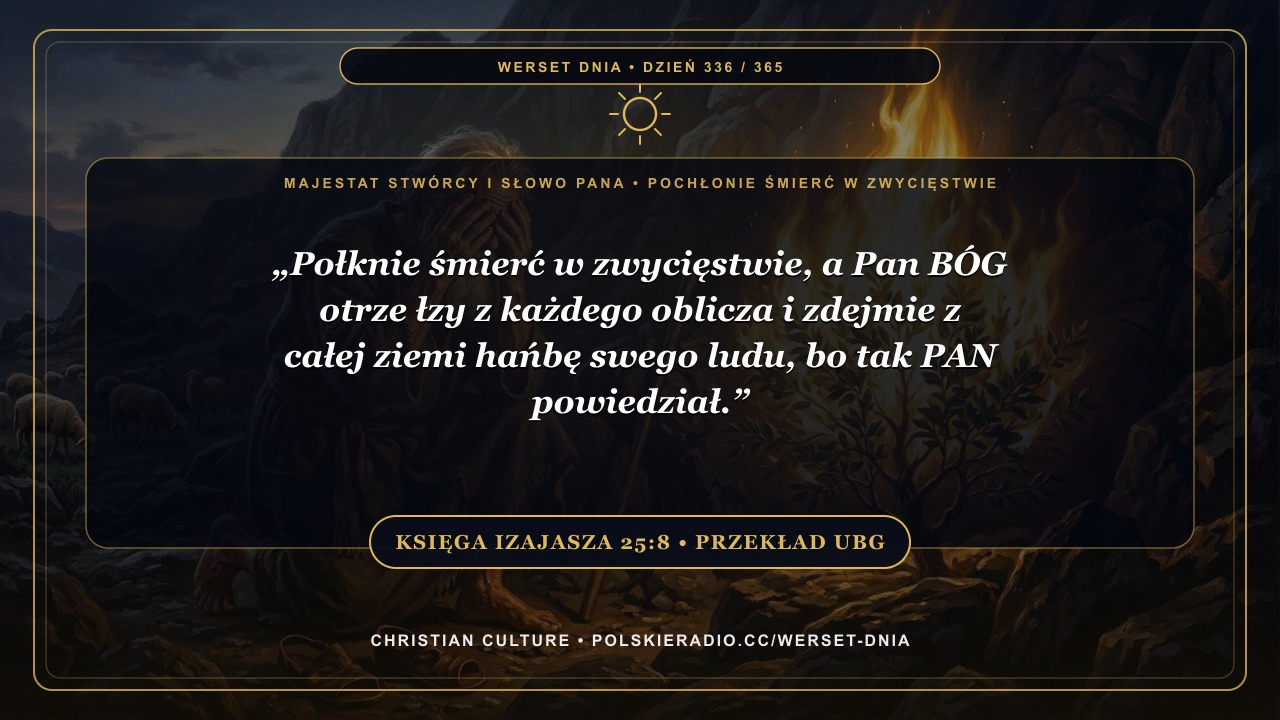 WERSET DNIA • DZIEŃ 336 / 365
MAJESTAT STWÓRCY I SŁOWO PANA • POCHŁONIE ŚMIERĆ W ZWYCIĘSTWIE
„Połknie śmierć w zwycięstwie, a Pan BÓG
otrze łzy z każdego oblicza i zdejmie z
całej ziemi hańbę swego ludu, bo tak PAN
powiedział.”
KSIĘGA IZAJASZA 25:8 • PRZEKŁAD UBG
CHRISTIAN CULTURE • POLSKIERADIO.CC/WERSET-DNIA